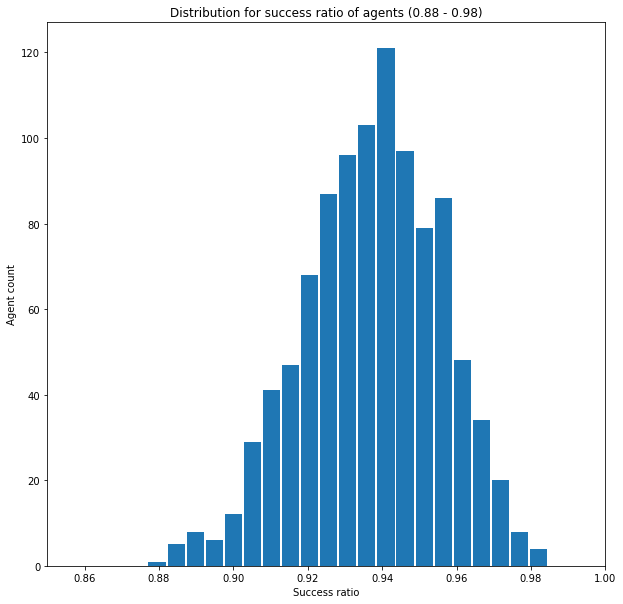 Distribution for success ratio of agents (0.88 - 0.98)
120
100
80
60
40
20
0
Agent count
0.86 0.88 0.90 0.92 0.94 0.96 0.98 1.00
Success ratio